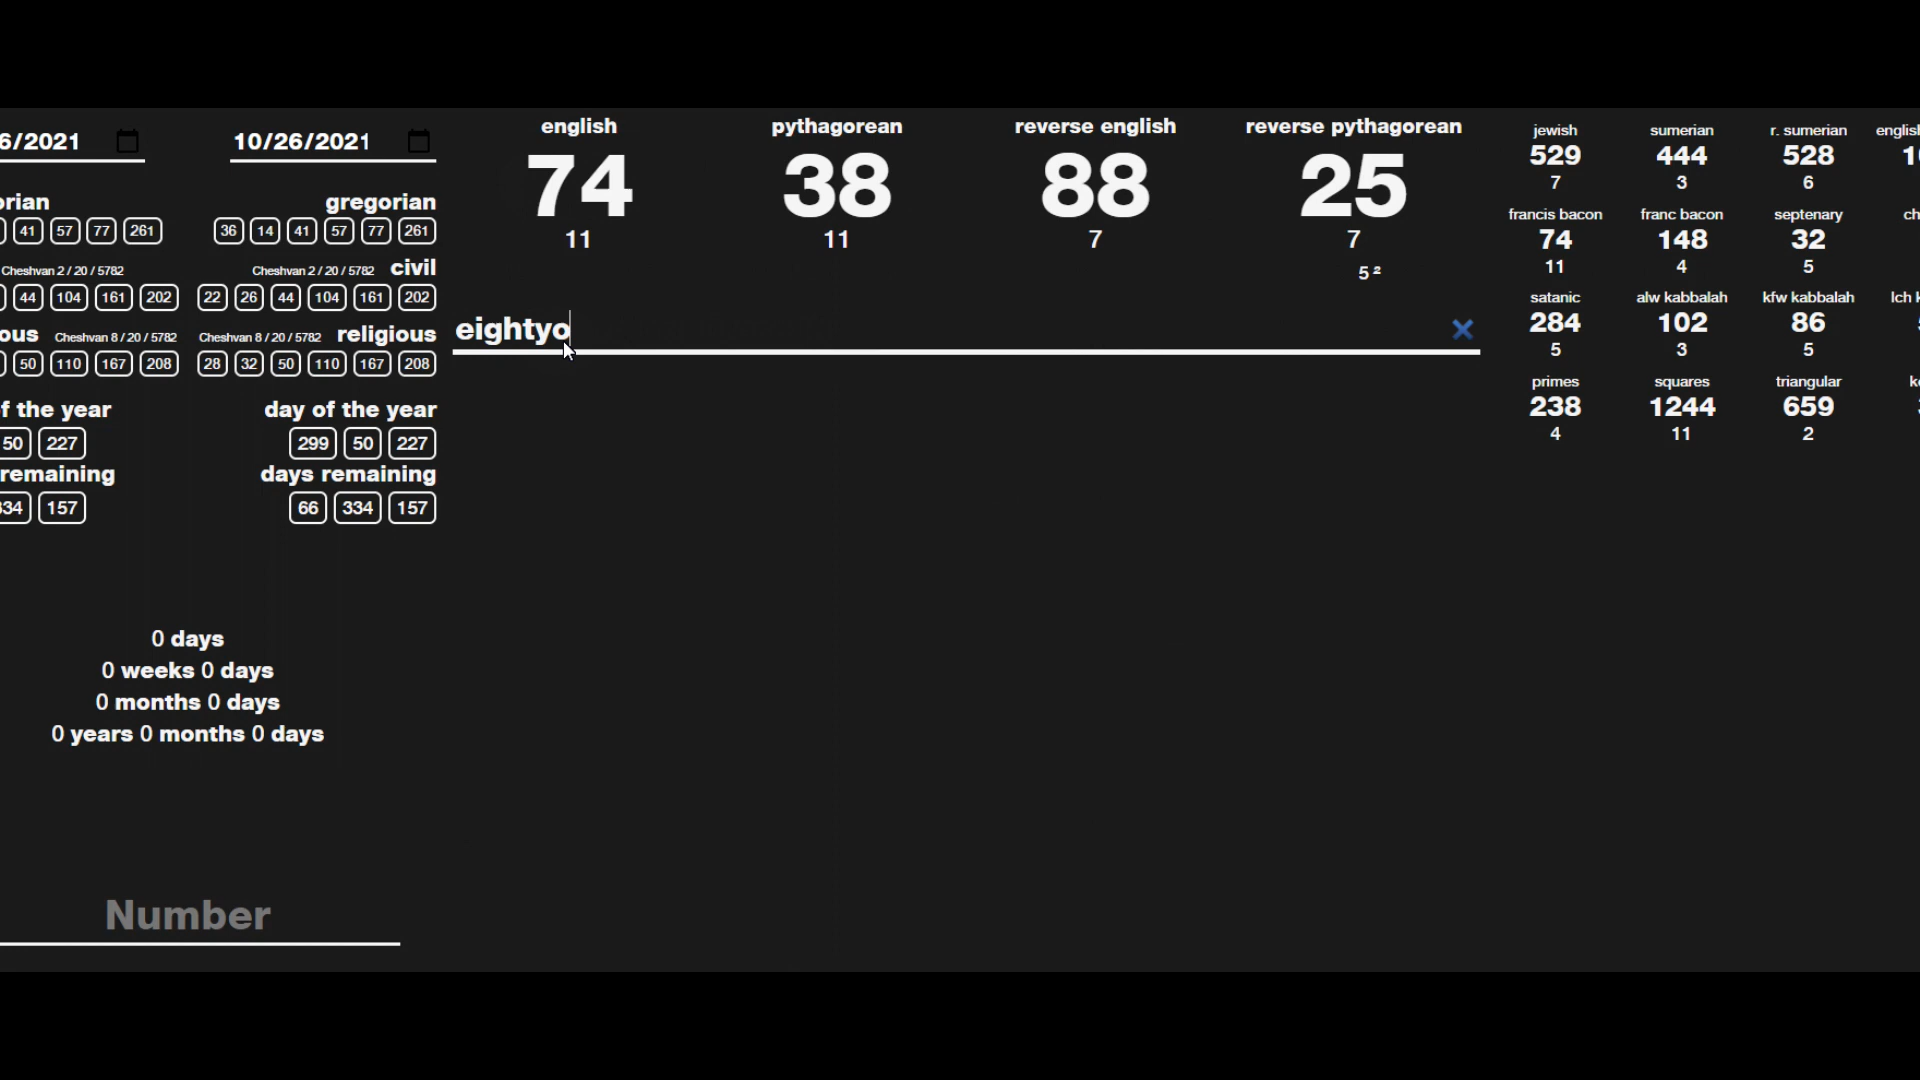 6/2021
10/26/2021
orian
41 57 77 261
gregorian
36 14 41 57 77 261
Cheshvan 2 / 20 / 5782
44 104 161 202
Cheshvan 2 / 20 / 5782 civil
22 26 44 104 161 202
ous Cheshvan 8 / 20 / 5782
50 110 167 208
Cheshvan 8 / 20 / 5782 religious
28 32 50 110 167 208
f the year
50 227
remaining
34 157
day of the year
299 50 227
days remaining
66 334 157
0 days
0 weeks 0 days
0 months 0 days
0 years 0 months 0 days
Number
english
74
11
pythagorean
38
11
reverse english
88
7
reverse pythagorean
25
7
5 ²
eightyo
jewish
529
7
sumerian
444
3
r. sumerian
528
6
english
francis bacon
74
11
franc bacon
148
4
septenary
32
5
ch
satanic
284
5
alw kabbalah
102
3
kfw kabbalah
86
5
lch k
primes
238
4
squares
1244
11
triangular
659
2